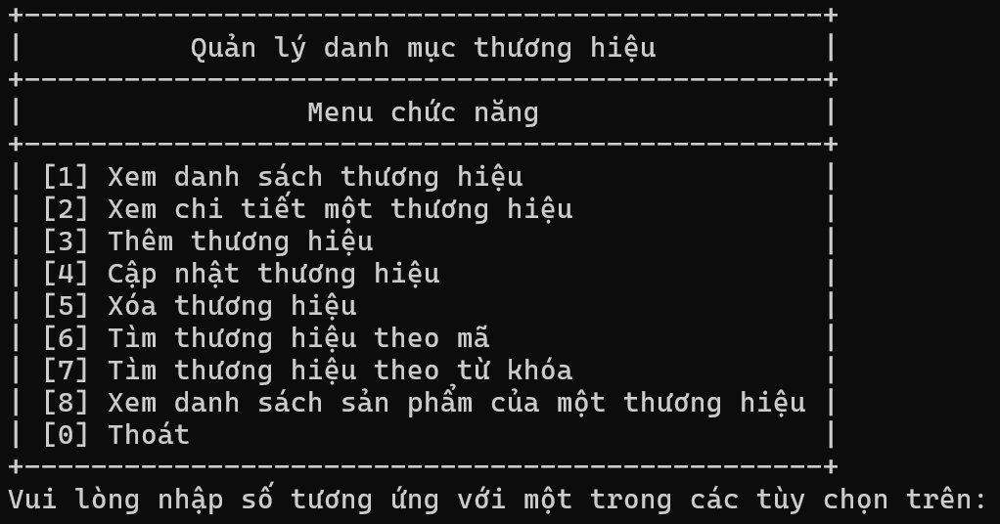 Quản lý danh mục thương hiệu
Menu chức năng
[1] Xem danh sách thương hiệu
[2] Xem chi tiết một thương hiệu
[3] Thêm thương hiệu
[4] Cập nhật thương hiệu
[5] Xóa thương hiệu
[6] Tìm thương hiệu theo mã
[7] Tìm thương hiệu theo từ khóa
[8] Xem danh sách sản phẩm của một thương hiệu
[0] Thoát
Vui lòng nhập số tương ứng với một trong các tùy chọn trên: